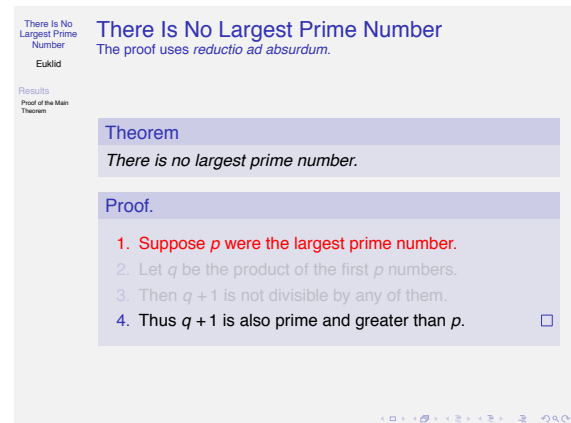 There Is No
Largest Prime
Number
Euklid
Results
Proof of the Main
Theorem
There Is No Largest Prime Number
The proof uses reductio ad absurdum.
Theorem
There is no largest prime number.
Proof.
1. Suppose p were the largest prime number.
2. Let q be the product of the first p numbers.
3. Then q + 1 is not divisible by any of them.
4. Thus q + 1 is also prime and greater than p.